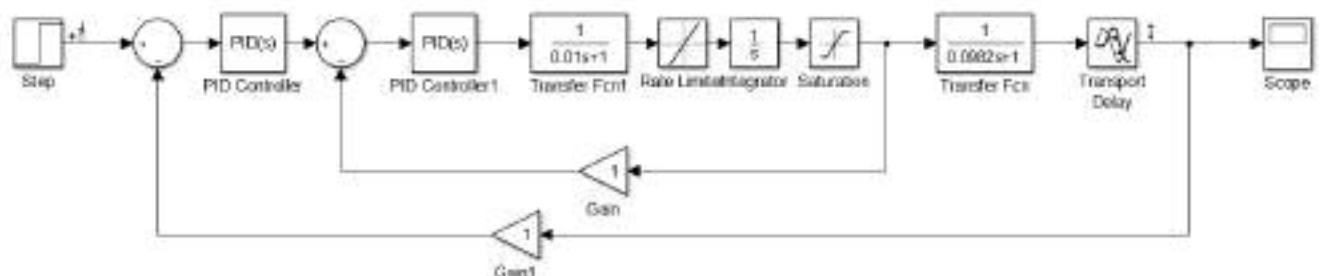 PID(s)
PID(s)
1
0.01s+1
1
s
1
0.0982s+1
Step
PID Controller
PID Controller1
Transfer Fcn1
Rate Limiter
Integrator
Saturation
Transfer Fcn
Transport
Delay
Scope
1
Gain
1
Gain1